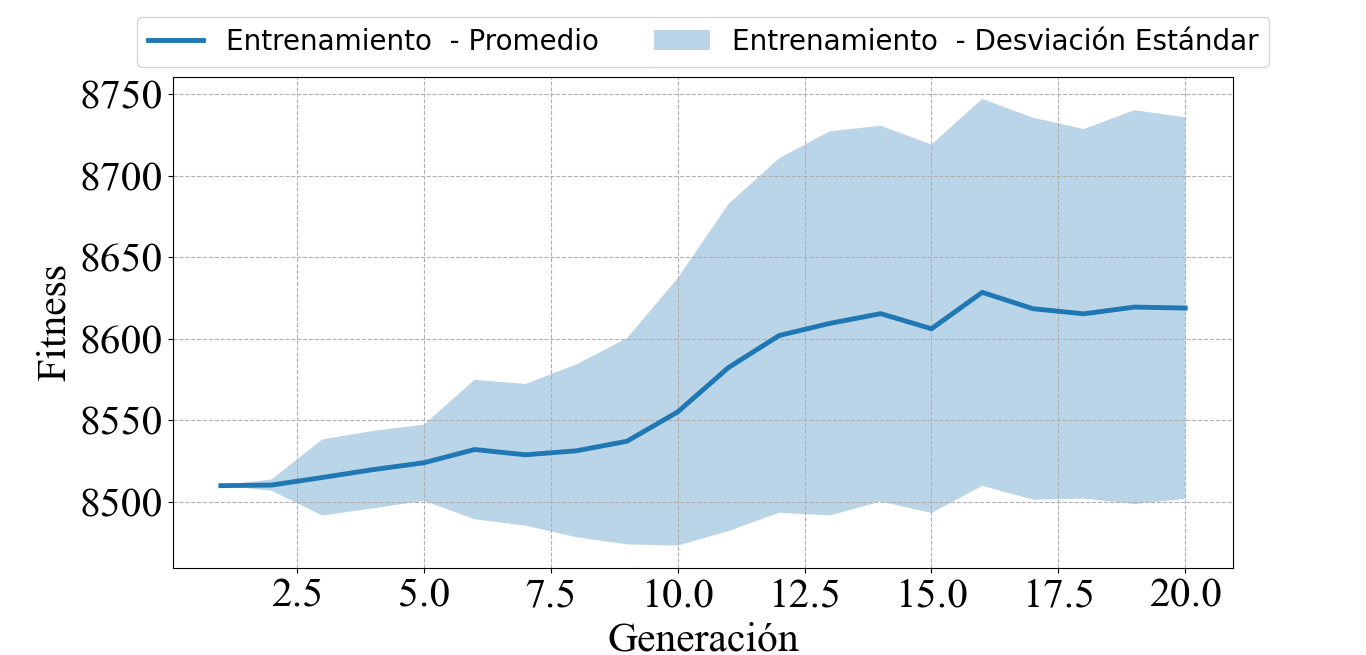 Entrenamiento - Promedio
Entrenamiento - Desviación Estándar
8750
8700
8650
8600
8550
8500
Fitness
2.5 5.0 7.5 10.0 12.5 15.0 17.5 20.0
Generación